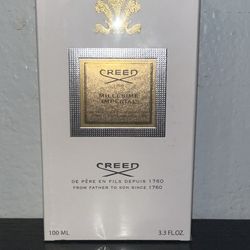 CREED
MILLESIME
IMPERIAL
CREED
DE PÈRE EN FILS DEPUIS 1760
FROM FATHER TO SON SINCE 1760
100 ML 3.3 FL.OZ.